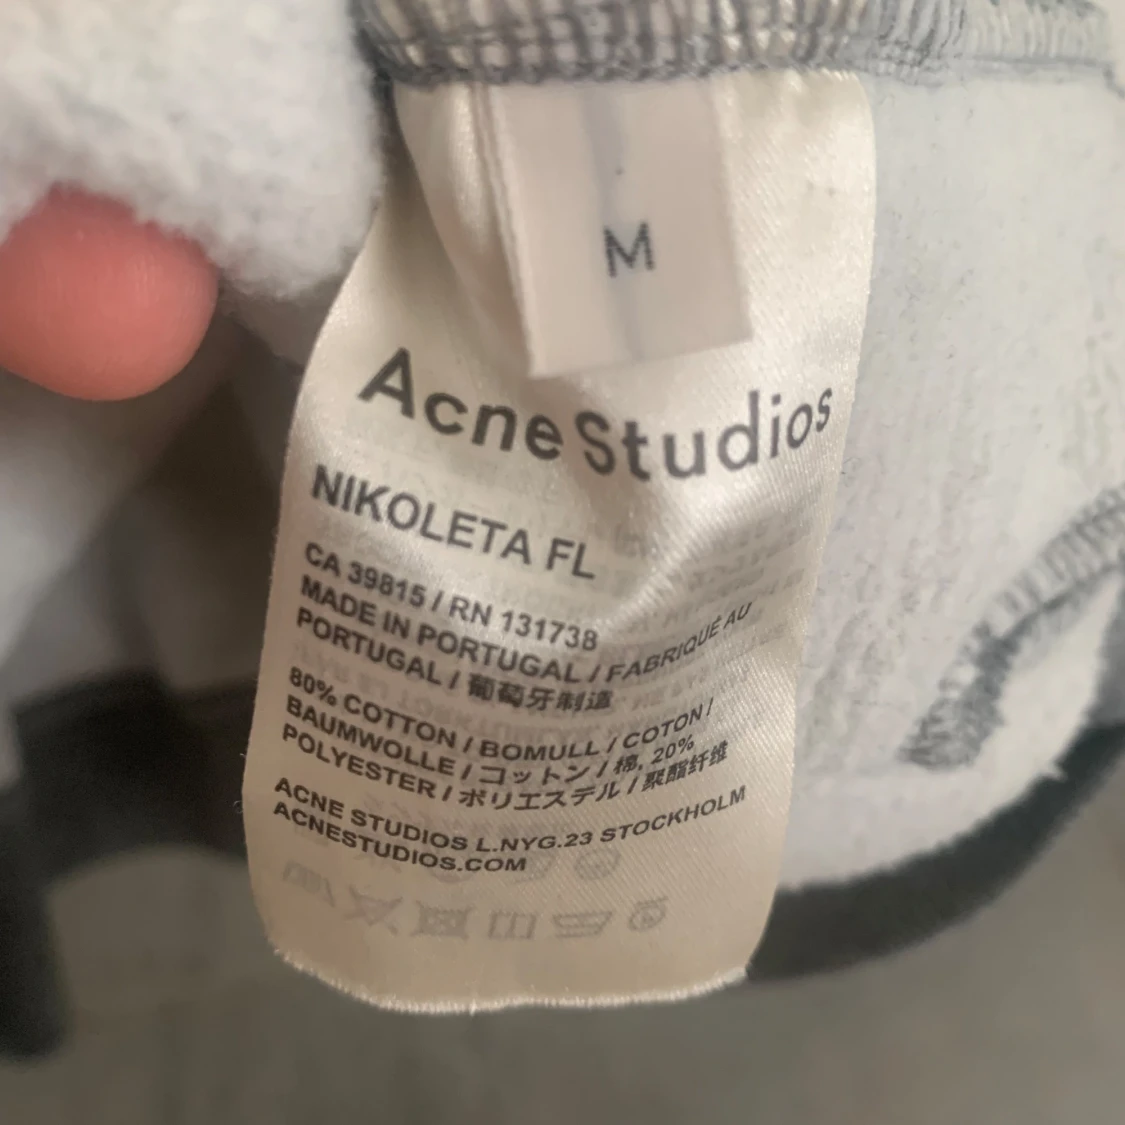 M
Acne Studios
NIKOLETA FL
CA 39815 / RN 131738
MADE IN PORTUGAL / FABRIQUÉ AU
PORTUGAL / 葡萄牙制造
80% COTTON / BOMULL / COTON /
BAUMWOLLE / コットン / 棉, 20%
POLYESTER / ポリエステル / 聚酯纤维
ACNE STUDIOS L.NYG.23 STOCKHOLM
ACNESTUDIOS.COM